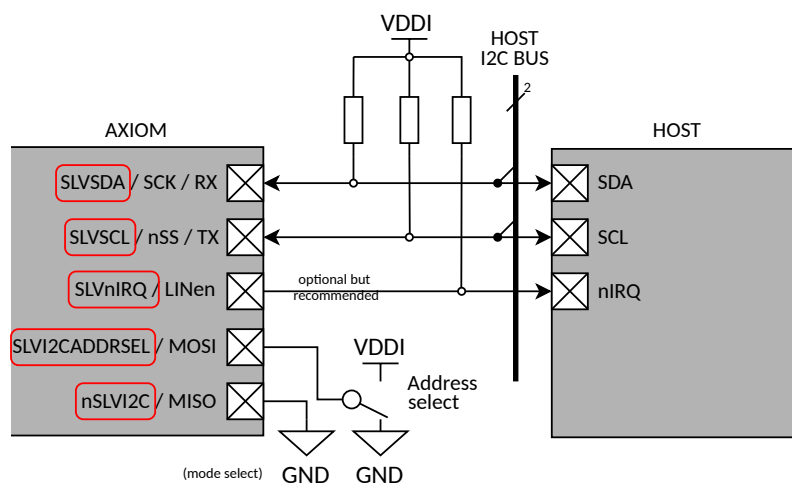 VDDI
HOST
I2C BUS
2
AXIOM
HOST
SLVSDA / SCK / RX
SDA
SLVSCL / nSS / TX
SCL
SLVnIRQ / LINen
optional but
recommended
nIRQ
SLVI2CADDRSEL / MOSI
VDDI
Address
select
nSLVI2C / MISO
(mode select)
GND
GND